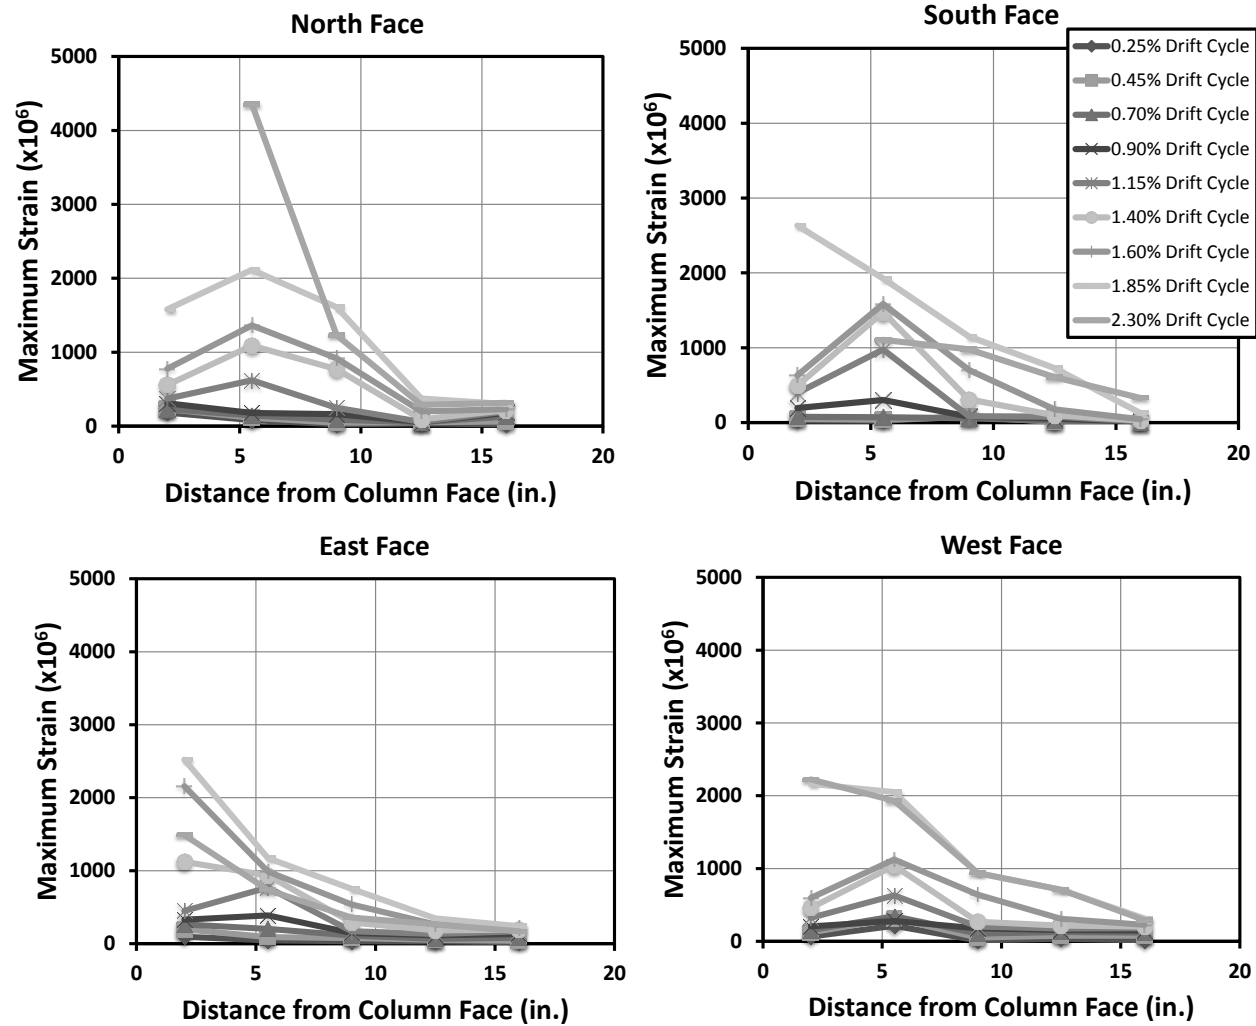 North Face
Maximum Strain (x10⁶)
5000
4000
3000
2000
1000
0
0 5 10 15 20
Distance from Column Face (in.)
South Face
Maximum Strain (x10⁶)
5000
4000
3000
2000
1000
0
0 5 10 15 20
Distance from Column Face (in.)
0.25% Drift Cycle
0.45% Drift Cycle
0.70% Drift Cycle
0.90% Drift Cycle
1.15% Drift Cycle
1.40% Drift Cycle
1.60% Drift Cycle
1.85% Drift Cycle
2.30% Drift Cycle
East Face
Maximum Strain (x10⁶)
5000
4000
3000
2000
1000
0
0 5 10 15 20
Distance from Column Face (in.)
West Face
Maximum Strain (x10⁶)
5000
4000
3000
2000
1000
0
0 5 10 15 20
Distance from Column Face (in.)